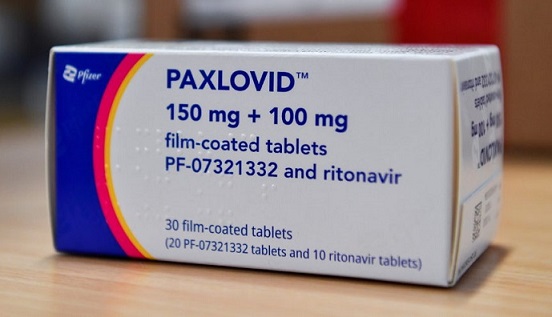 Pfizer
PAXLOVID™
150 mg + 100 mg
film-coated tablets
PF-07321332 and ritonavir
30 film-coated tablets
(20 PF-07321332 tablets and 10 ritonavir tablets)